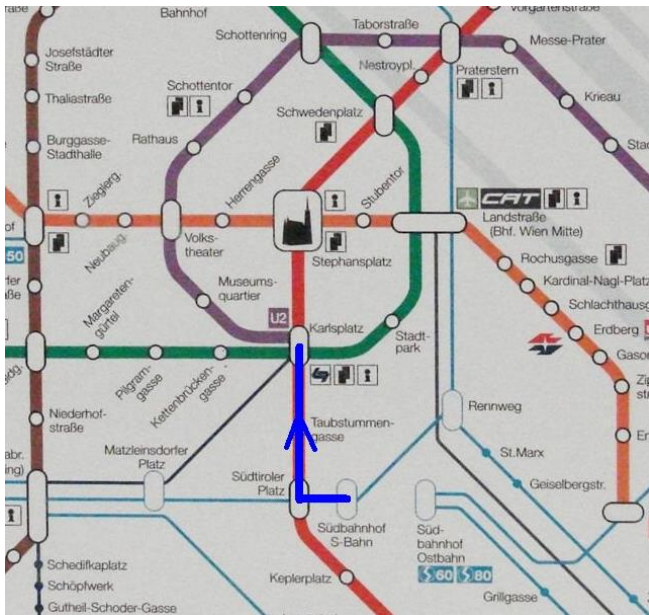 Bahnhof
Josefstädter
Straße
Thaliastraße
Burggasse-
Stadthalle
Schottenring
Taborstraße
Vorgartenstraße
Messe-Prater
Nestroypl.
Praterstern
Krieau
Schottentor
Rathaus
Schwedenplatz
Zieglerg.
Neubaug.
Herrengasse
Volks-
theater
Stubentor
Stephansplatz
CAT
Landstraße
(Bhf. Wien Mitte)
Rochusgasse
Kardinal-Nagl-Platz
Erdberg
50
Museums-
quartier
U2
Karlsplatz
Stadt-
park
Margareten-
gürtel
Pilgram-
gasse
Kettenbrücken-
gasse
Niederhof-
straße
Matzleinsdorfer
Platz
Taubstummen-
gasse
Südtiroler
Platz
Südbahnhof
S-Bahn
Rennweg
St.Marx
Geiselbergstr.
Süd-
bahnhof
Ostbahn
S 60 S 80
Grillgasse
Keplerplatz
Schedifkaplatz
Schöpfwerk
Gutheil-Schoder-Gasse